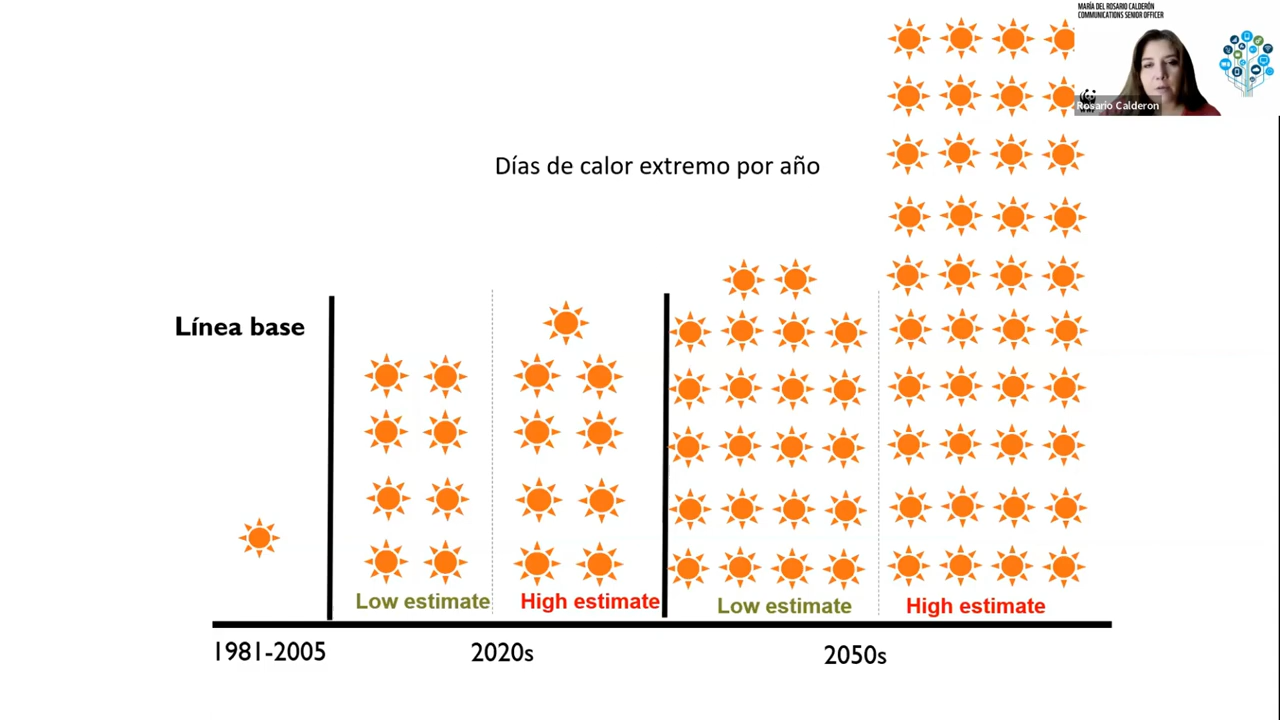 MARÍA DEL ROSARIO CALDERÓN
COMMUNICATIONS SENIOR OFFICER
Rosario Calderon
Días de calor extremo por año
Línea base
Low estimate
High estimate
Low estimate
High estimate
1981-2005
2020s
2050s